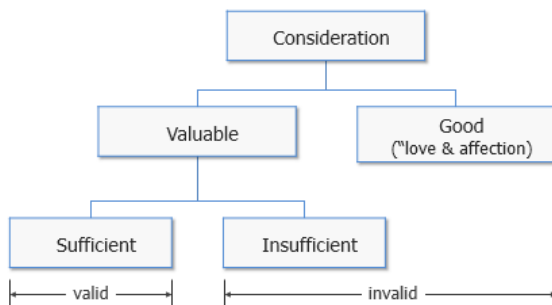 Consideration
Valuable
Good
(“love & affection)
Sufficient
Insufficient
valid
invalid